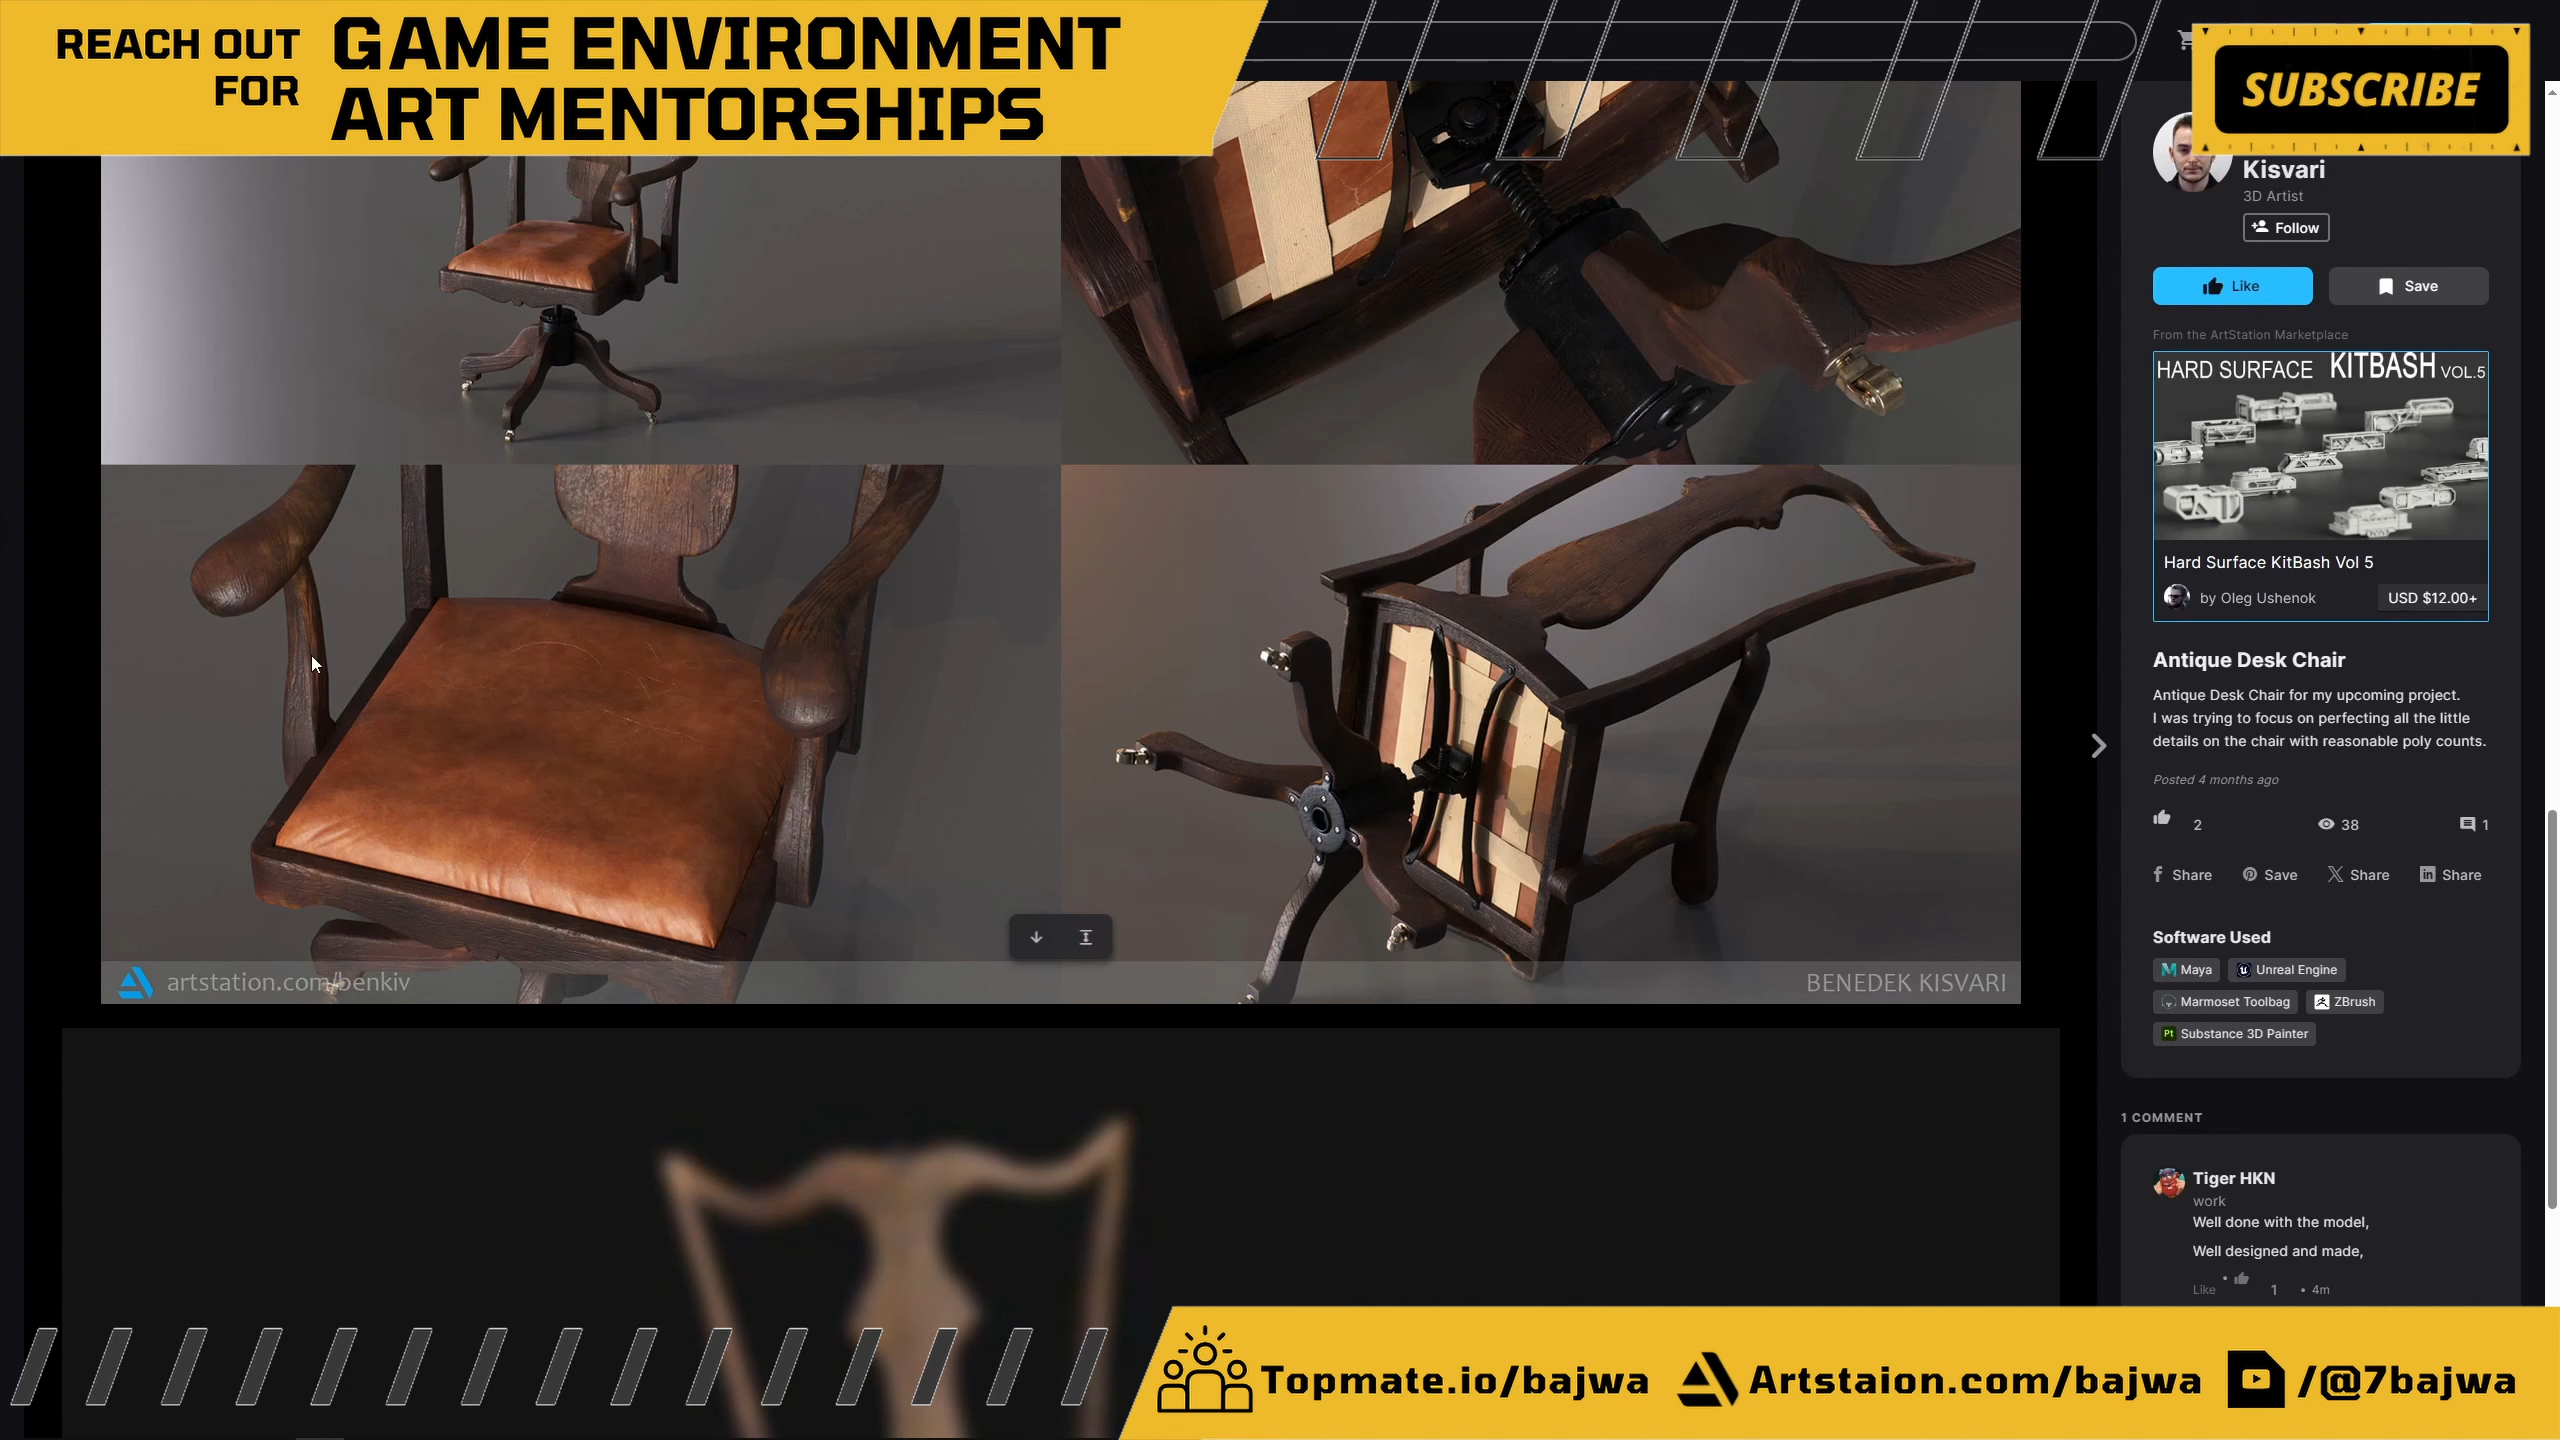 REACH OUT
FOR
GAME ENVIRONMENT
ART MENTORSHIPS
SUBSCRIBE
Kisvari
3D Artist
Follow
Like
Save
From the ArtStation Marketplace
HARD SURFACE KITBASH VOL.5
Hard Surface KitBash Vol 5
by Oleg Ushenok
USD $12.00+
Antique Desk Chair
Antique Desk Chair for my upcoming project.
I was trying to focus on perfecting all the little
details on the chair with reasonable poly counts.
Posted 4 months ago
2
38
1
Share
Save
Share
Share
Software Used
Maya
Unreal Engine
Marmoset Toolbag
ZBrush
Pt Substance 3D Painter
1 COMMENT
Tiger HKN
work
Well done with the model,
Well designed and made,
Like • 1 • 4m
artstation.com/benkiv
BENEDEK KISVARI
Topmate.io/bajwa
Artstaion.com/bajwa
/@7bajwa